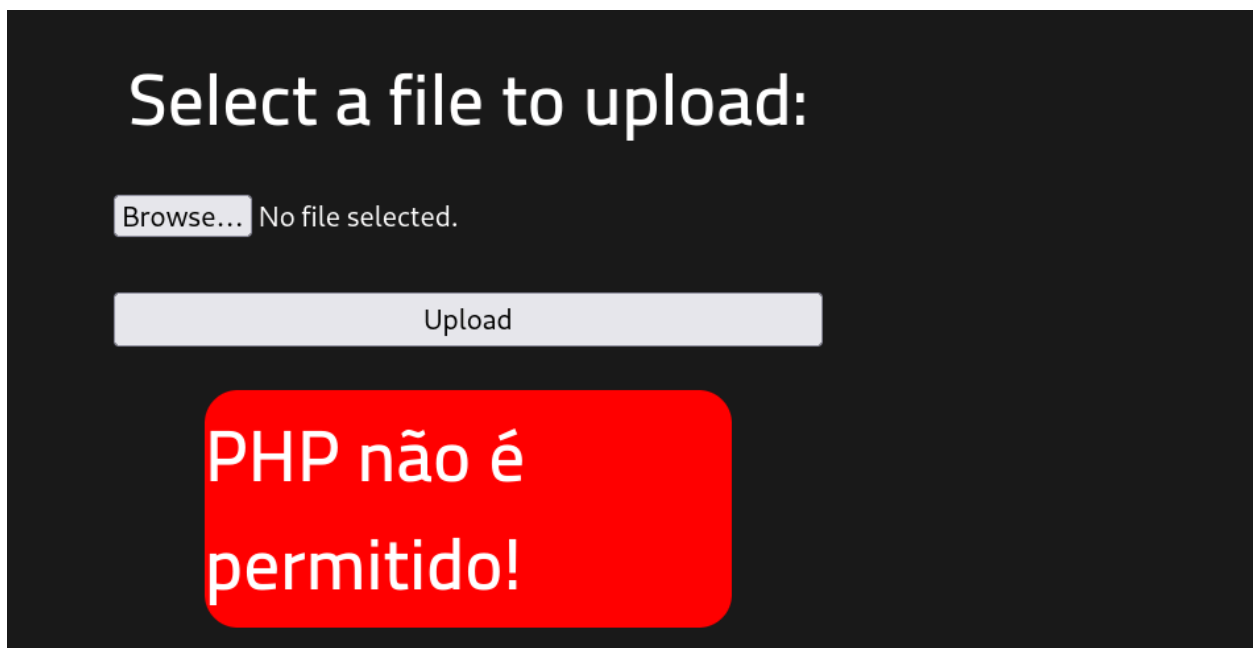 Select a file to upload:
Browse... No file selected.
Upload
PHP não é
permitido!